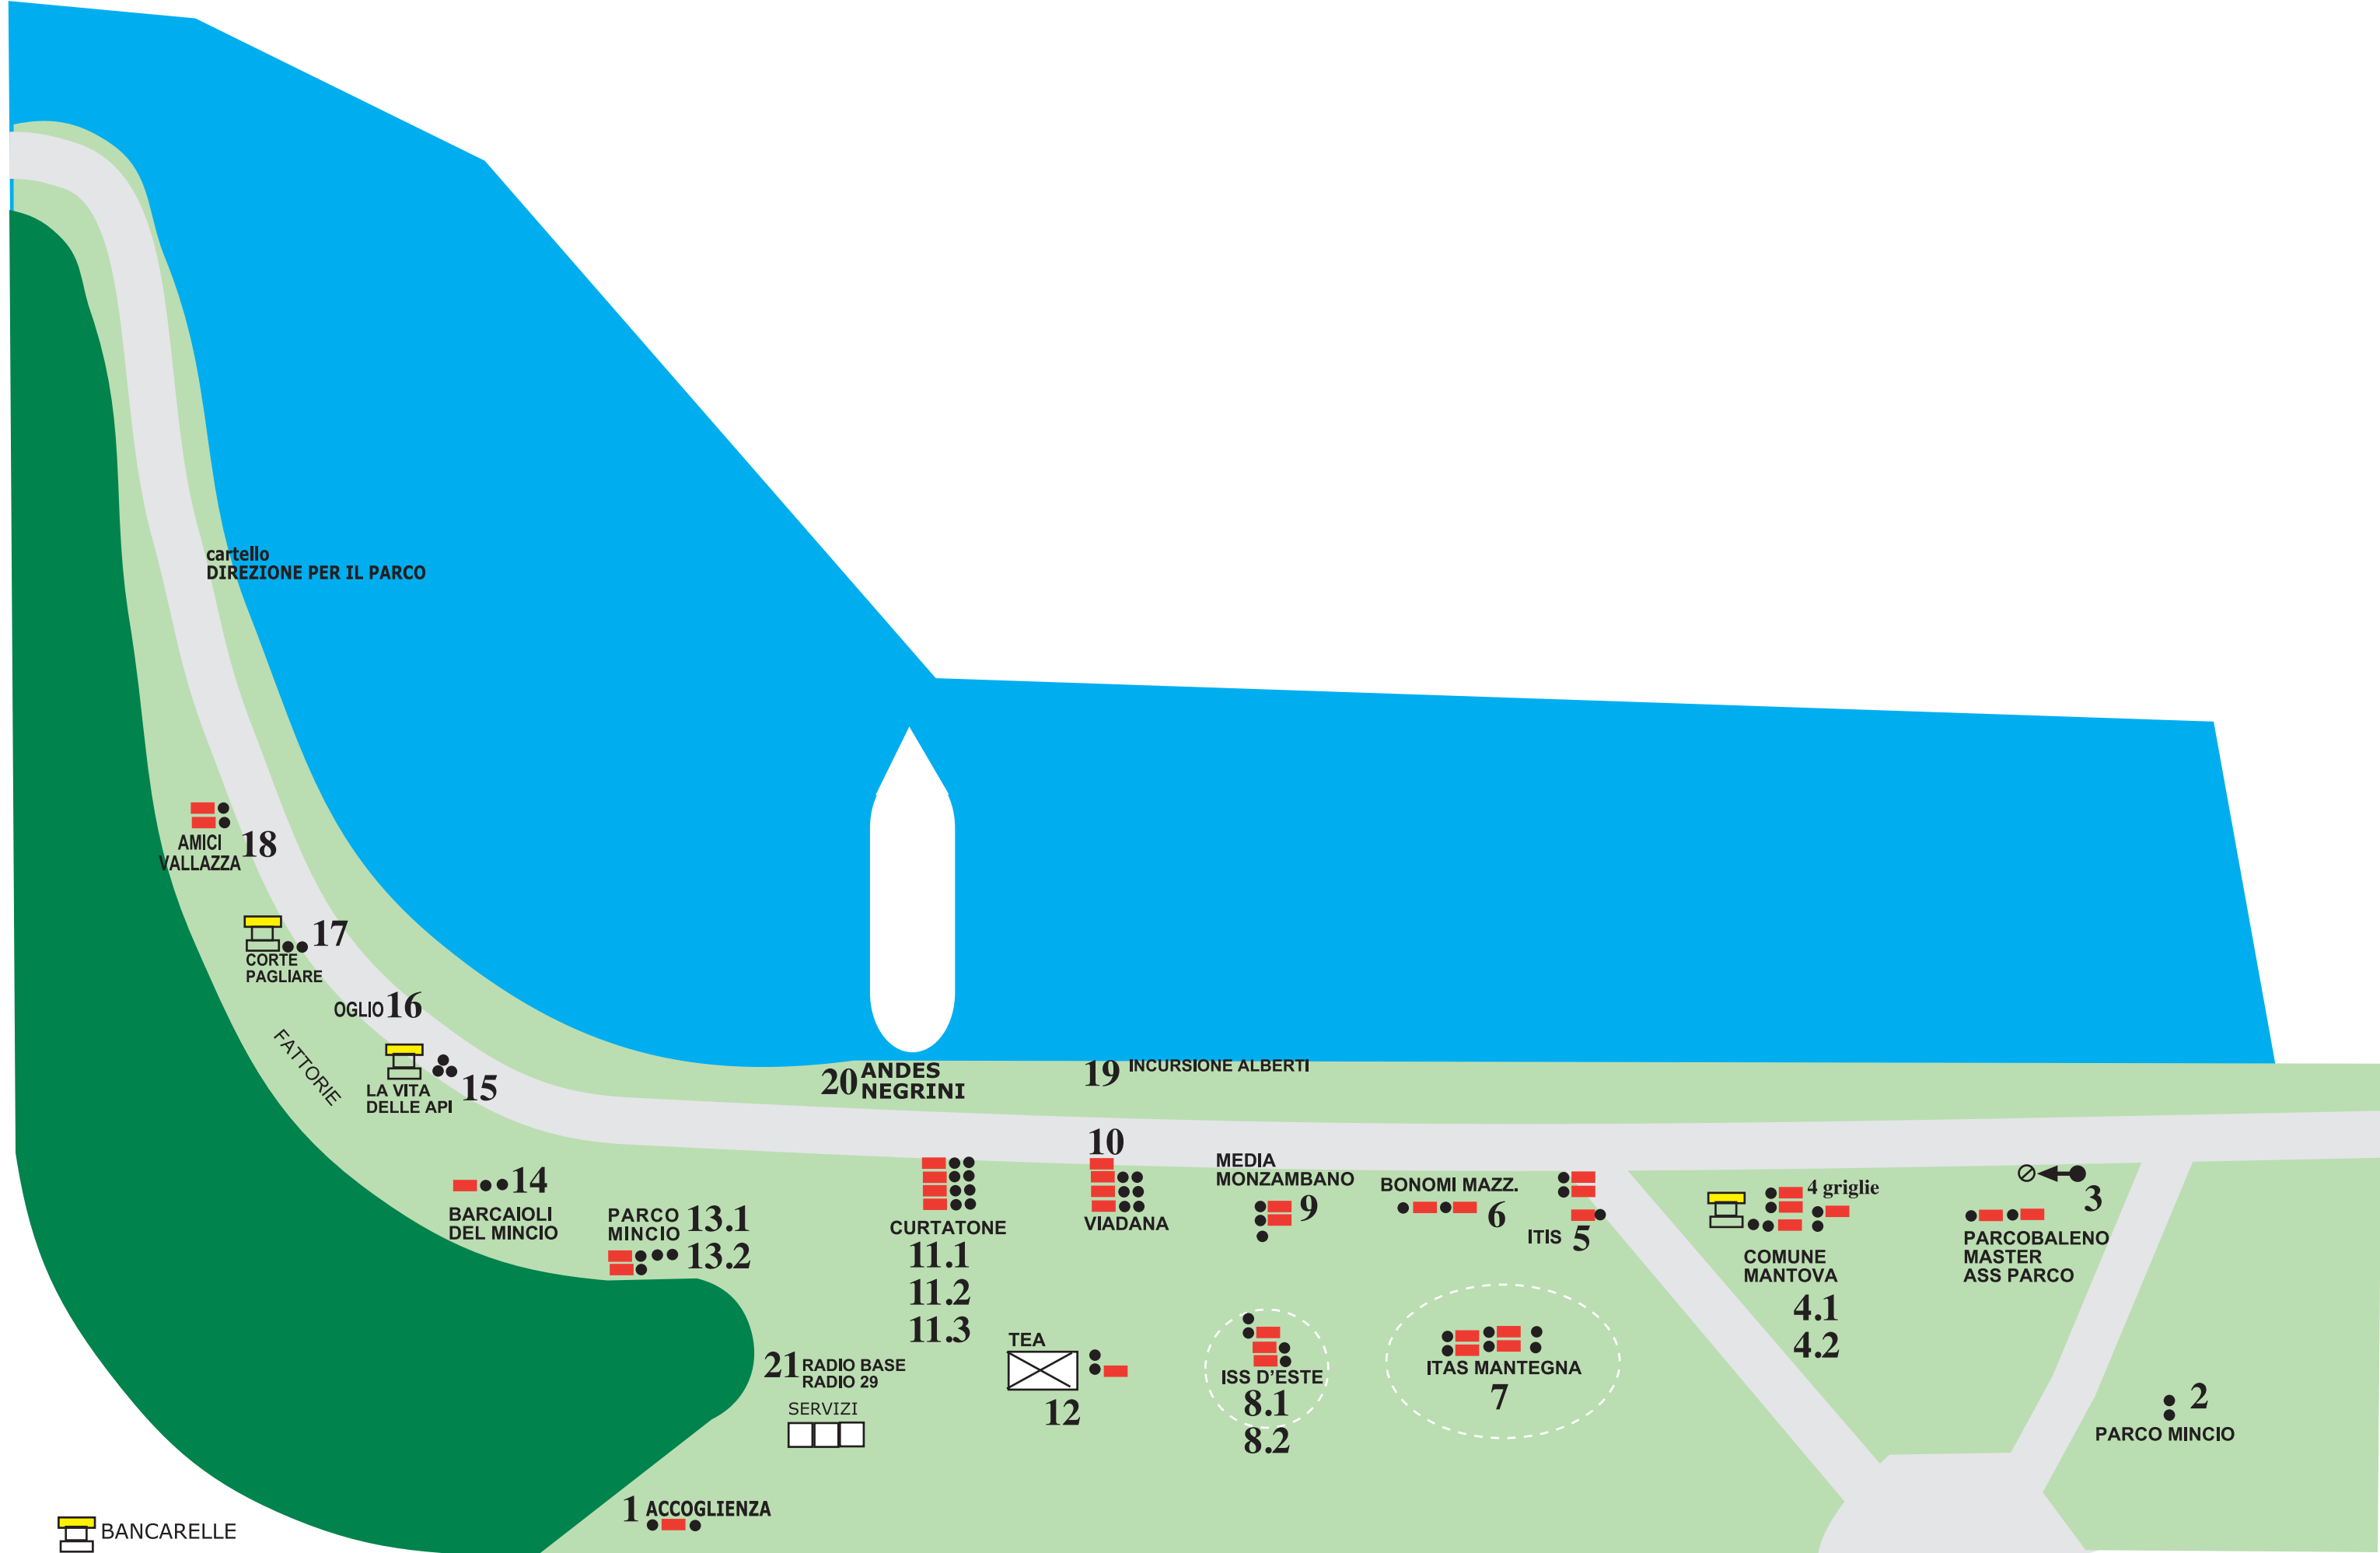 cartello
DIREZIONE PER IL PARCO
AMICI
VALLAZZA
18
17
CORTE
PAGLIARE
OGLIO 16
FATTORIE
LA VITA
DELLE API
15
20 ANDES
NEGRINI
19 INCURSIONE ALBERTI
14
BARCAIOLI
DEL MINCIO
PARCO
MINCIO
13.1
13.2
CURTATONE
11.1
11.2
11.3
10
VIADANA
MEDIA
MONZAMBANO
9
BONOMI MAZZ.
6
ITIS 5
4 griglie
COMUNE
MANTOVA
4.1
4.2
3
PARCOBALENO
MASTER
ASS PARCO
2
PARCO MINCIO
21 RADIO BASE
RADIO 29
SERVIZI
TEA
12
ISS D'ESTE
8.1
8.2
ITAS MANTEGNA
7
1 ACCOGLIENZA
BANCARELLE